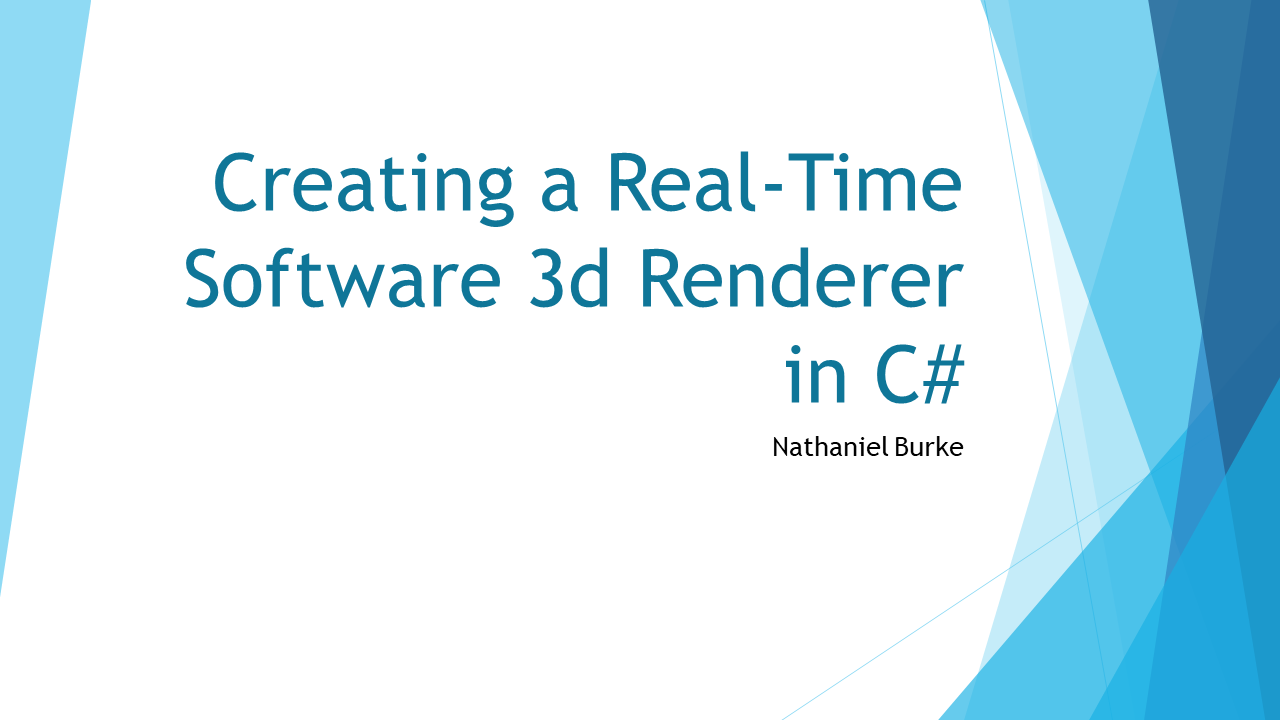 Creating a Real-Time
Software 3d Renderer
in C#
Nathaniel Burke